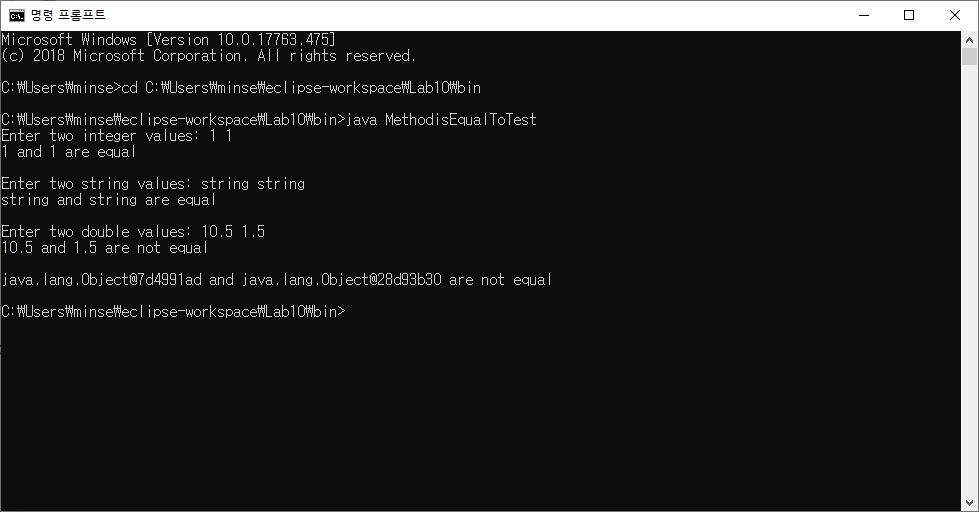 명령 프롬프트
Microsoft Windows [Version 10.0.17763.475]
(c) 2018 Microsoft Corporation. All rights reserved.
C:₩Users₩minse>cd C:₩Users₩minse₩eclipse-workspace₩Lab10₩bin
C:₩Users₩minse₩eclipse-workspace₩Lab10₩bin>java MethodisEqualToTest
Enter two integer values: 1 1
1 and 1 are equal
Enter two string values: string string
string and string are equal
Enter two double values: 10.5 1.5
10.5 and 1.5 are not equal
java.lang.Object@7d4991ad and java.lang.Object@28d93b30 are not equal
C:₩Users₩minse₩eclipse-workspace₩Lab10₩bin>